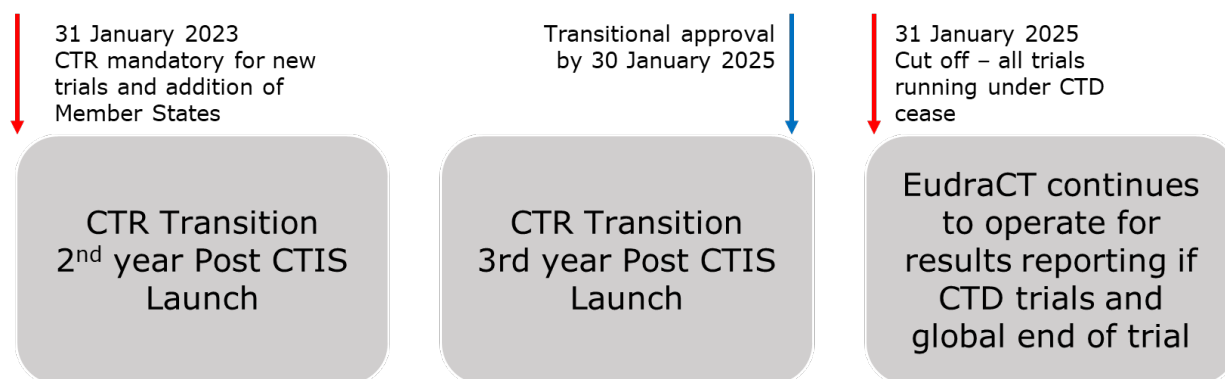 31 January 2023
CTR mandatory for new
trials and addition of
Member States
Transitional approval
by 30 January 2025
31 January 2025
Cut off – all trials
running under CTD
cease
CTR Transition
2nd year Post CTIS
Launch
CTR Transition
3rd year Post CTIS
Launch
EudraCT continues
to operate for
results reporting if
CTD trials and
global end of trial